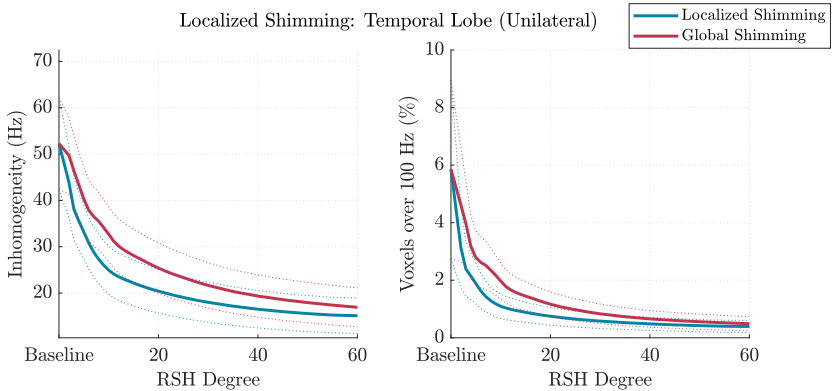 Localized Shimming: Temporal Lobe (Unilateral)
Localized Shimming
Global Shimming
Inhomogeneity (Hz)
70
60
50
40
30
20
Baseline 20 40 60
RSH Degree
Voxels over 100 Hz (%)
10
8
6
4
2
0
Baseline 20 40 60
RSH Degree